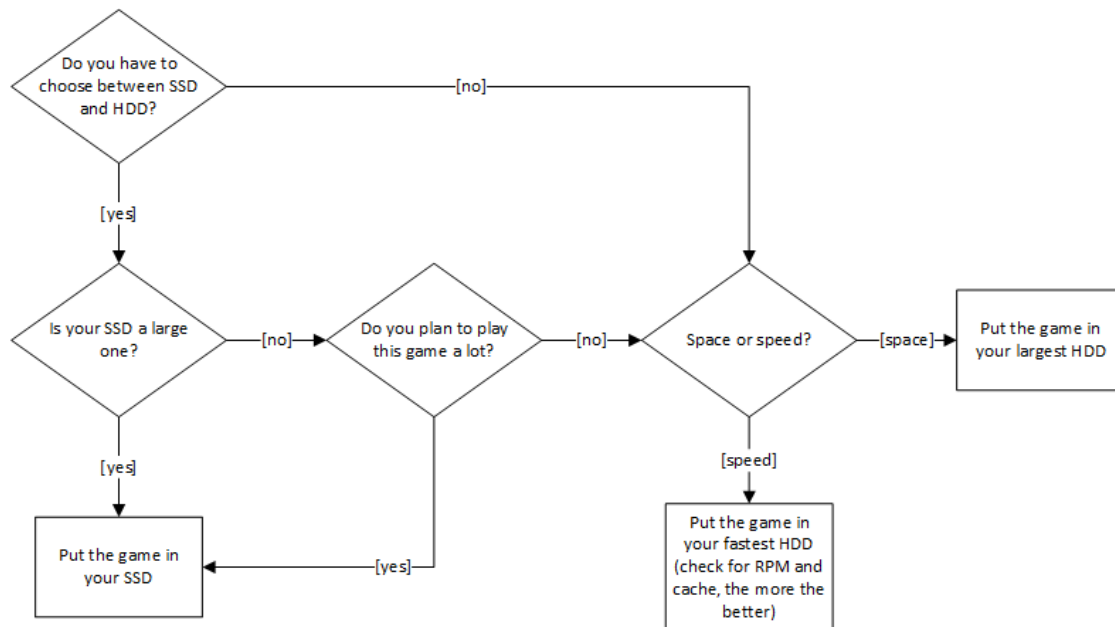 Do you have to
choose between SSD
and HDD?
[no]
[yes]
Is your SSD a large
one?
[no]
Do you plan to play
this game a lot?
[no]
Space or speed?
[space]
Put the game in
your largest HDD
[yes]
[speed]
Put the game in
your SSD
[yes]
Put the game in
your fastest HDD
(check for RPM and
cache, the more the
better)